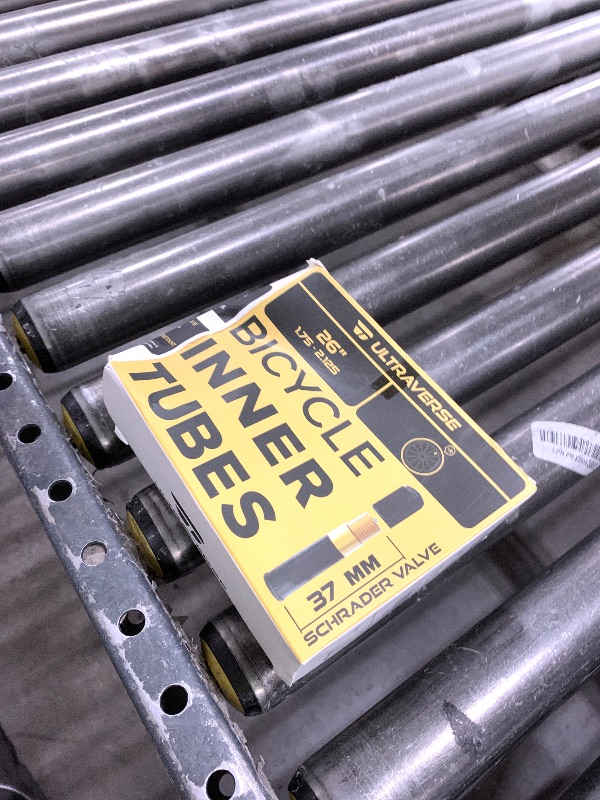 ULTRAVERSE
26"
1.75 - 2.125
BICYCLE
INNER
TUBES
37 MM
SCHRADER VALVE